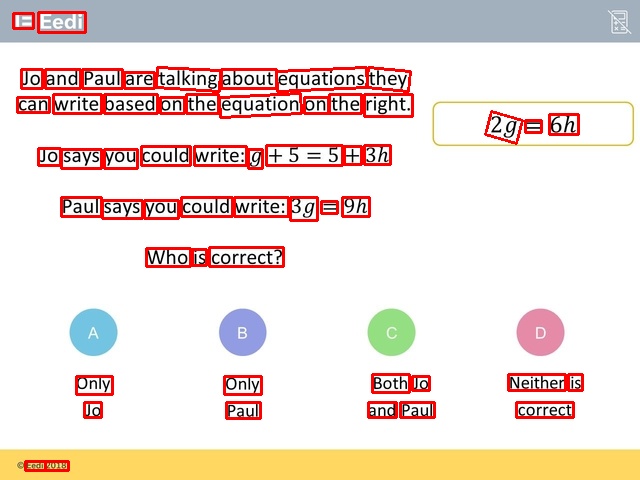 Eedi
Jo and Paul are talking about equations they
can write based on the equation on the right.
2g = 6h
Jo says you could write: g + 5 = 5 + 3h
Paul says you could write: 3g = 9h
Who is correct?
A B C D
Only Jo
Only Paul
Both Jo and Paul
Neither is correct
© Eedi 2018